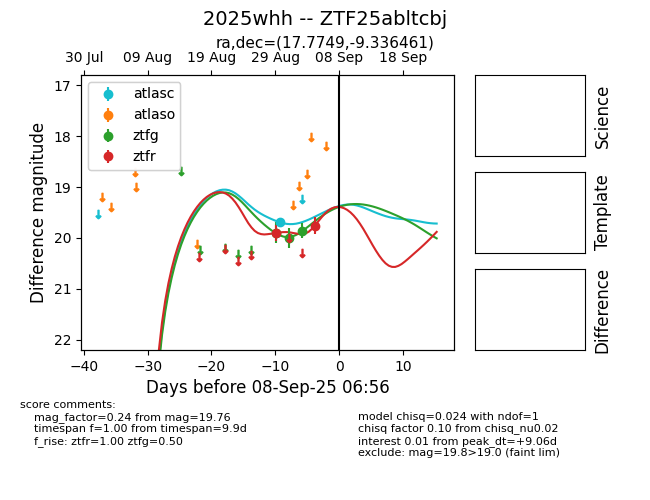 2025whh -- ZTF25abltcbj
ra,dec=(17.7749,-9.336461)
30 Jul 09 Aug 19 Aug 29 Aug 08 Sep 18 Sep
17
18
19
20
21
22
Difference magnitude
atlasc
atlaso
ztfg
ztfr
−40 −30 −20 −10 0 10
Days before 08-Sep-25 06:56
Science
Template
Difference
score comments:
mag_factor=0.24 from mag=19.76
timespan f=1.00 from timespan=9.9d
f_rise: ztfr=1.00 ztfg=0.50
model chisq=0.024 with ndof=1
chisq factor 0.10 from chisq_nu0.02
interest 0.01 from peak_dt=+9.06d
exclude: mag=19.8>19.0 (faint lim)